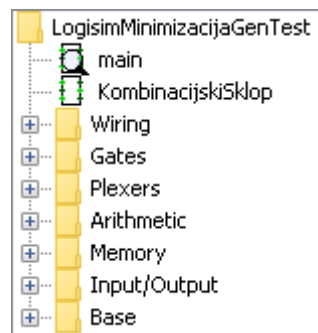 LogisimMinimizacijaGenTest
main
KombinacijskiSklop
Wiring
Gates
Plexers
Arithmetic
Memory
Input/Output
Base